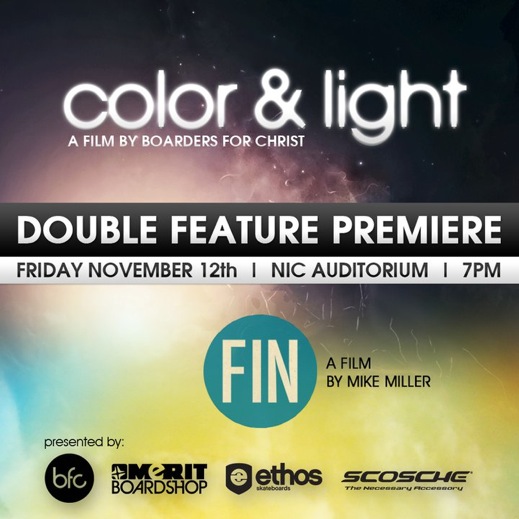 color & light
A FILM BY BOARDERS FOR CHRIST
DOUBLE FEATURE PREMIERE
FRIDAY NOVEMBER 12th | NIC AUDITORIUM | 7PM
FIN
A FILM
BY MIKE MILLER
presented by:
bfc
MERIT
BOARDSHOP
ethos
skateboards
SCOSCHE
The Necessary Accessory